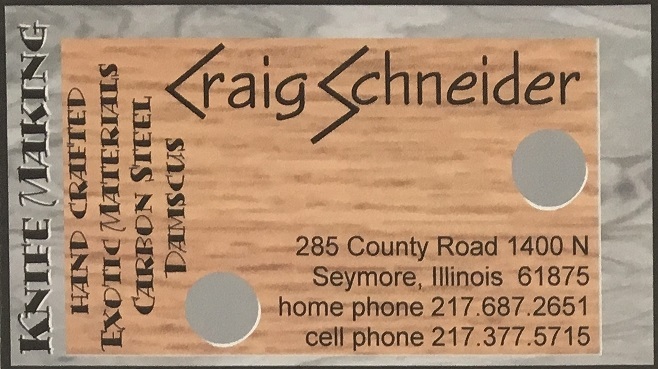 KNIFE MAKING
HAND CRAFTED
EXOTIC MATERIALS
CARBON STEEL
DAMSCUS
Craig Schneider
285 County Road 1400 N
Seymore, Illinois 61875
home phone 217.687.2651
cell phone 217.377.5715